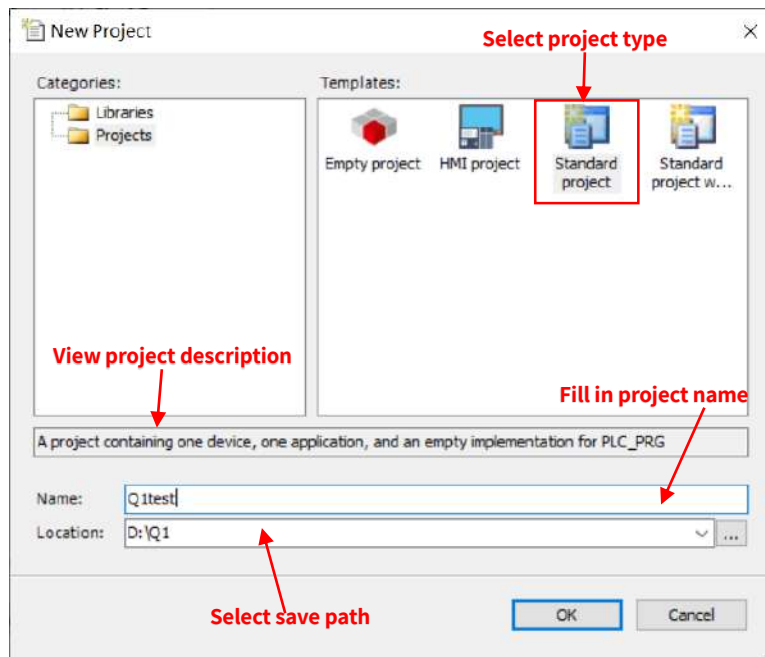 New Project
Select project type
Categories:
Templates:
Libraries
Projects
Empty project
HMI project
Standard
project
Standard
project w...
View project description
Fill in project name
A project containing one device, one application, and an empty implementation for PLC_PRG
Name:
Q1test
Location:
D:\Q1
...
Select save path
OK
Cancel